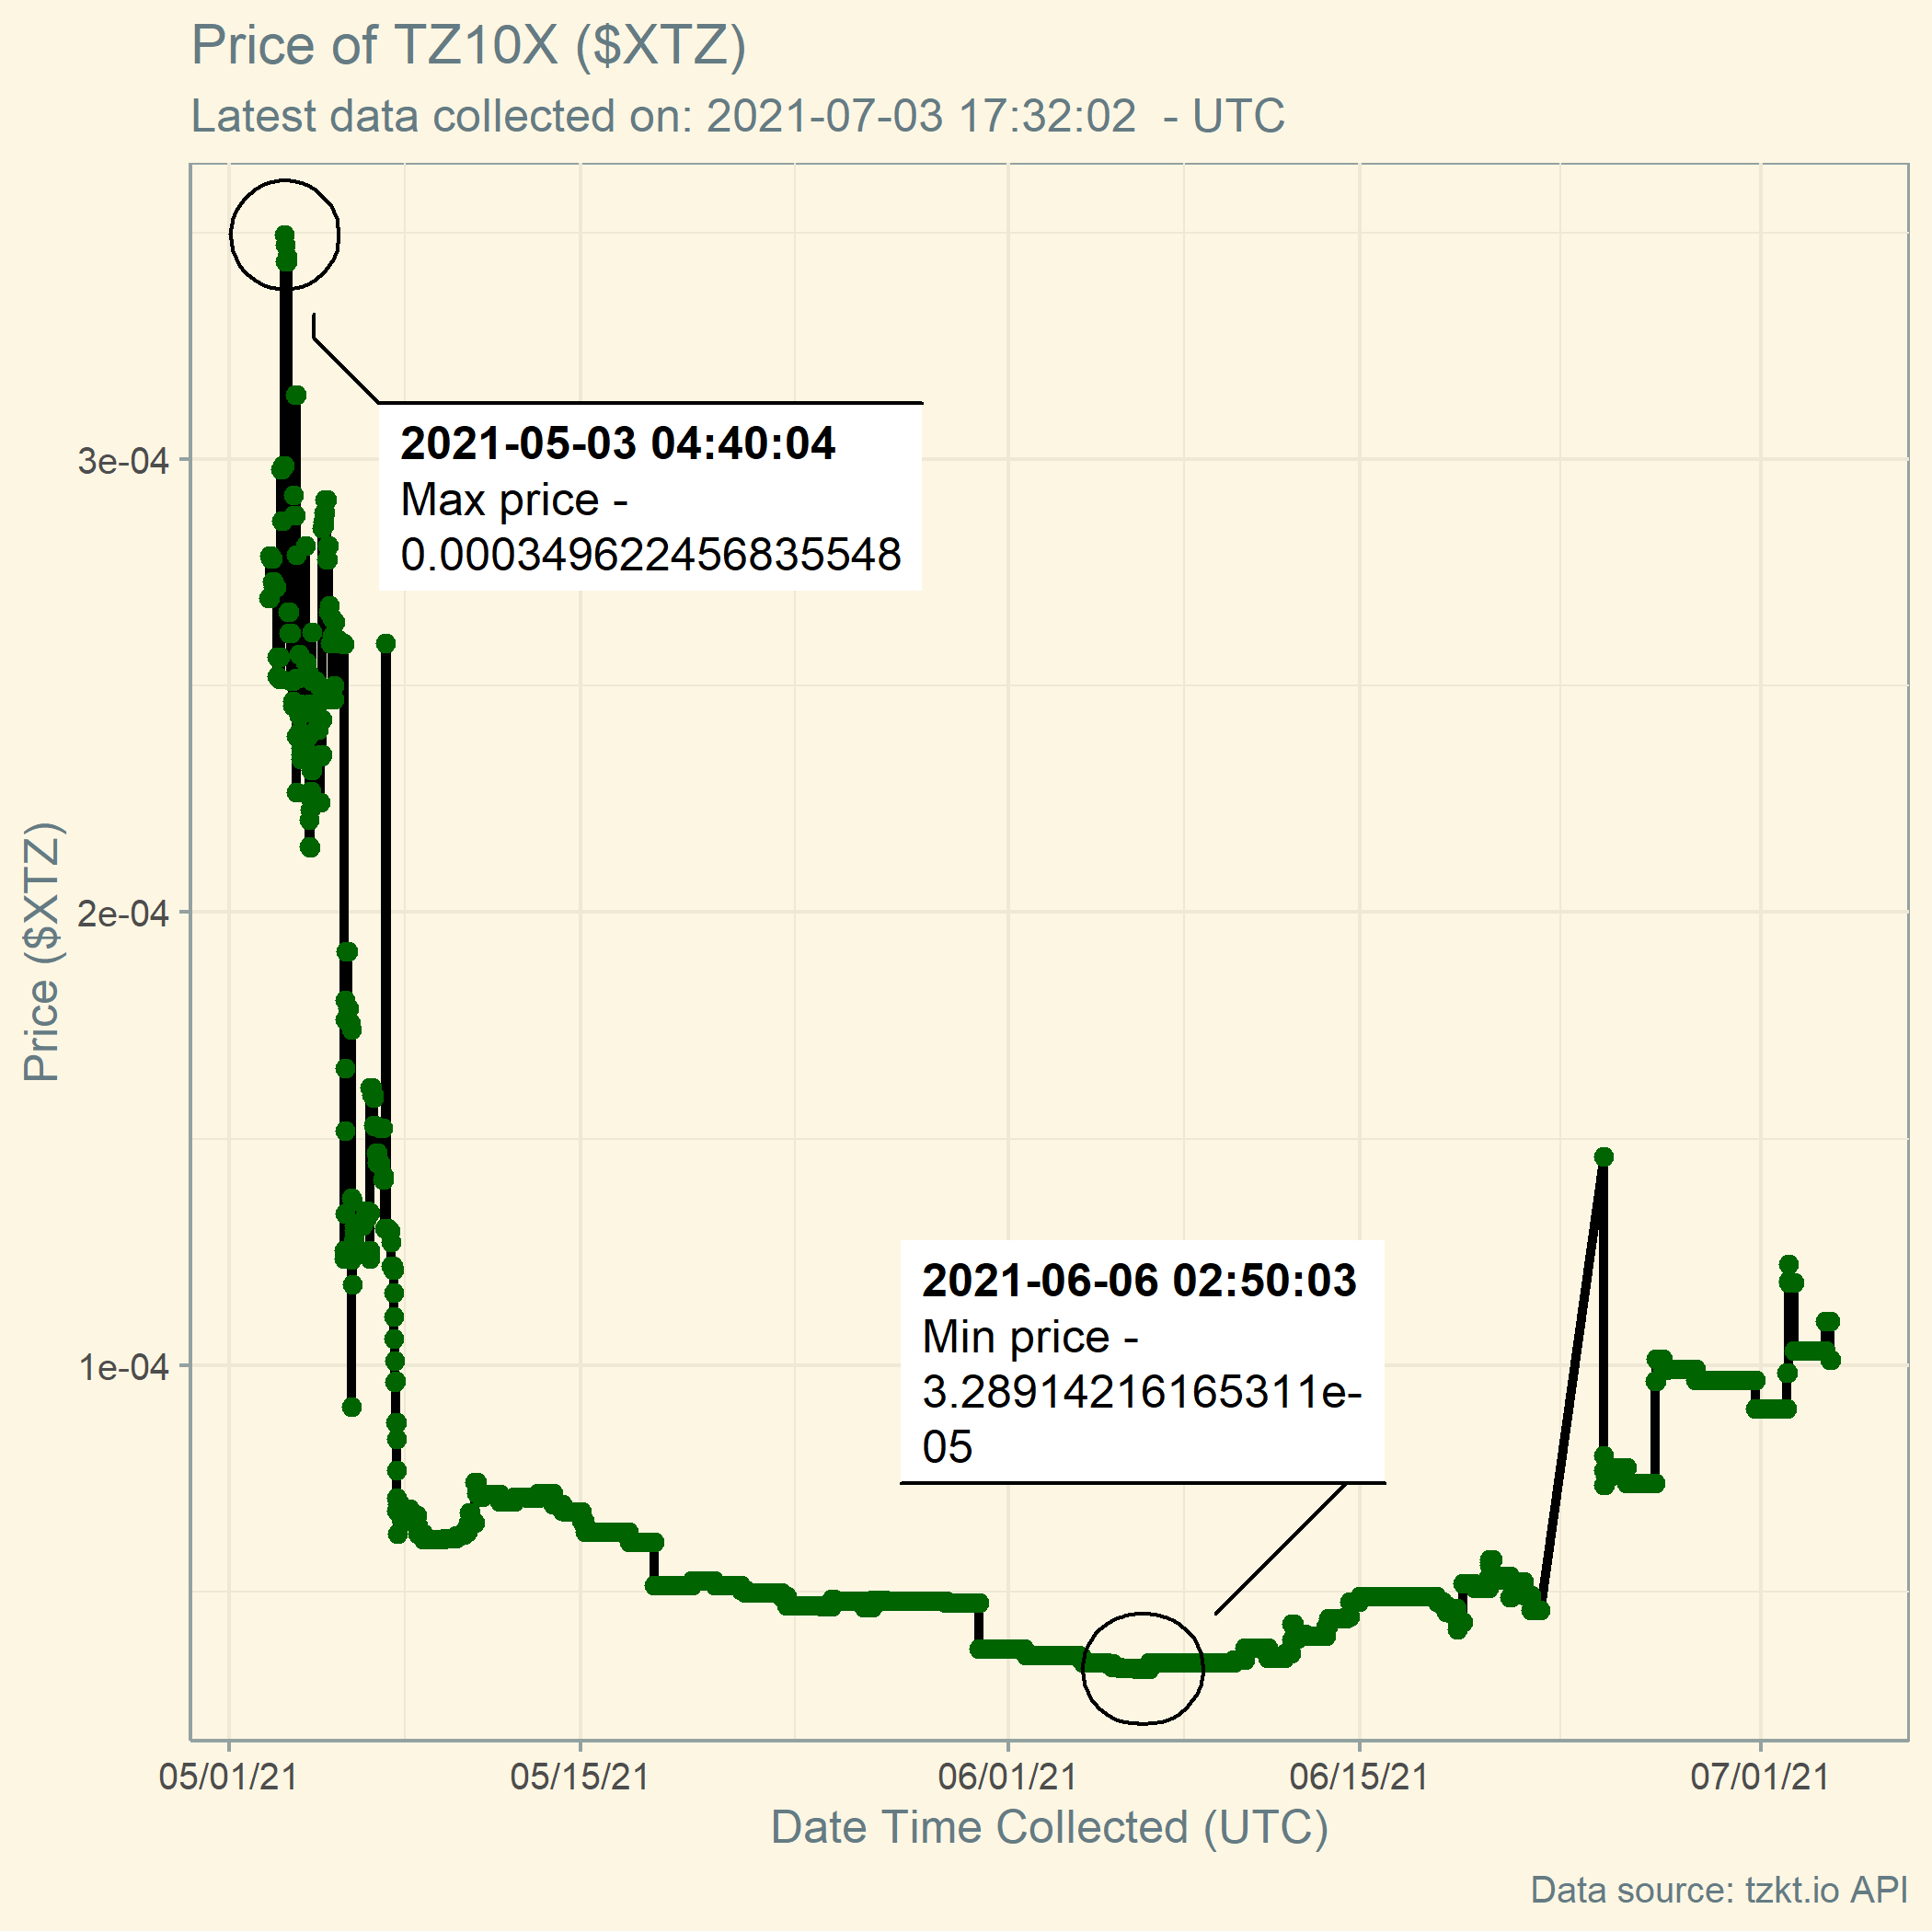 Price of TZ10X ($XTZ)
Latest data collected on: 2021-07-03 17:32:02  - UTC
2021-05-03 04:40:04
Max price -
0.000349622456835548
3e-04
2e-04
1e-04
Price ($XTZ)
2021-06-06 02:50:03
Min price -
3.28914216165311e-
05
05/01/21
05/15/21
06/01/21
06/15/21
07/01/21
Date Time Collected (UTC)
Data source: tzkt.io API